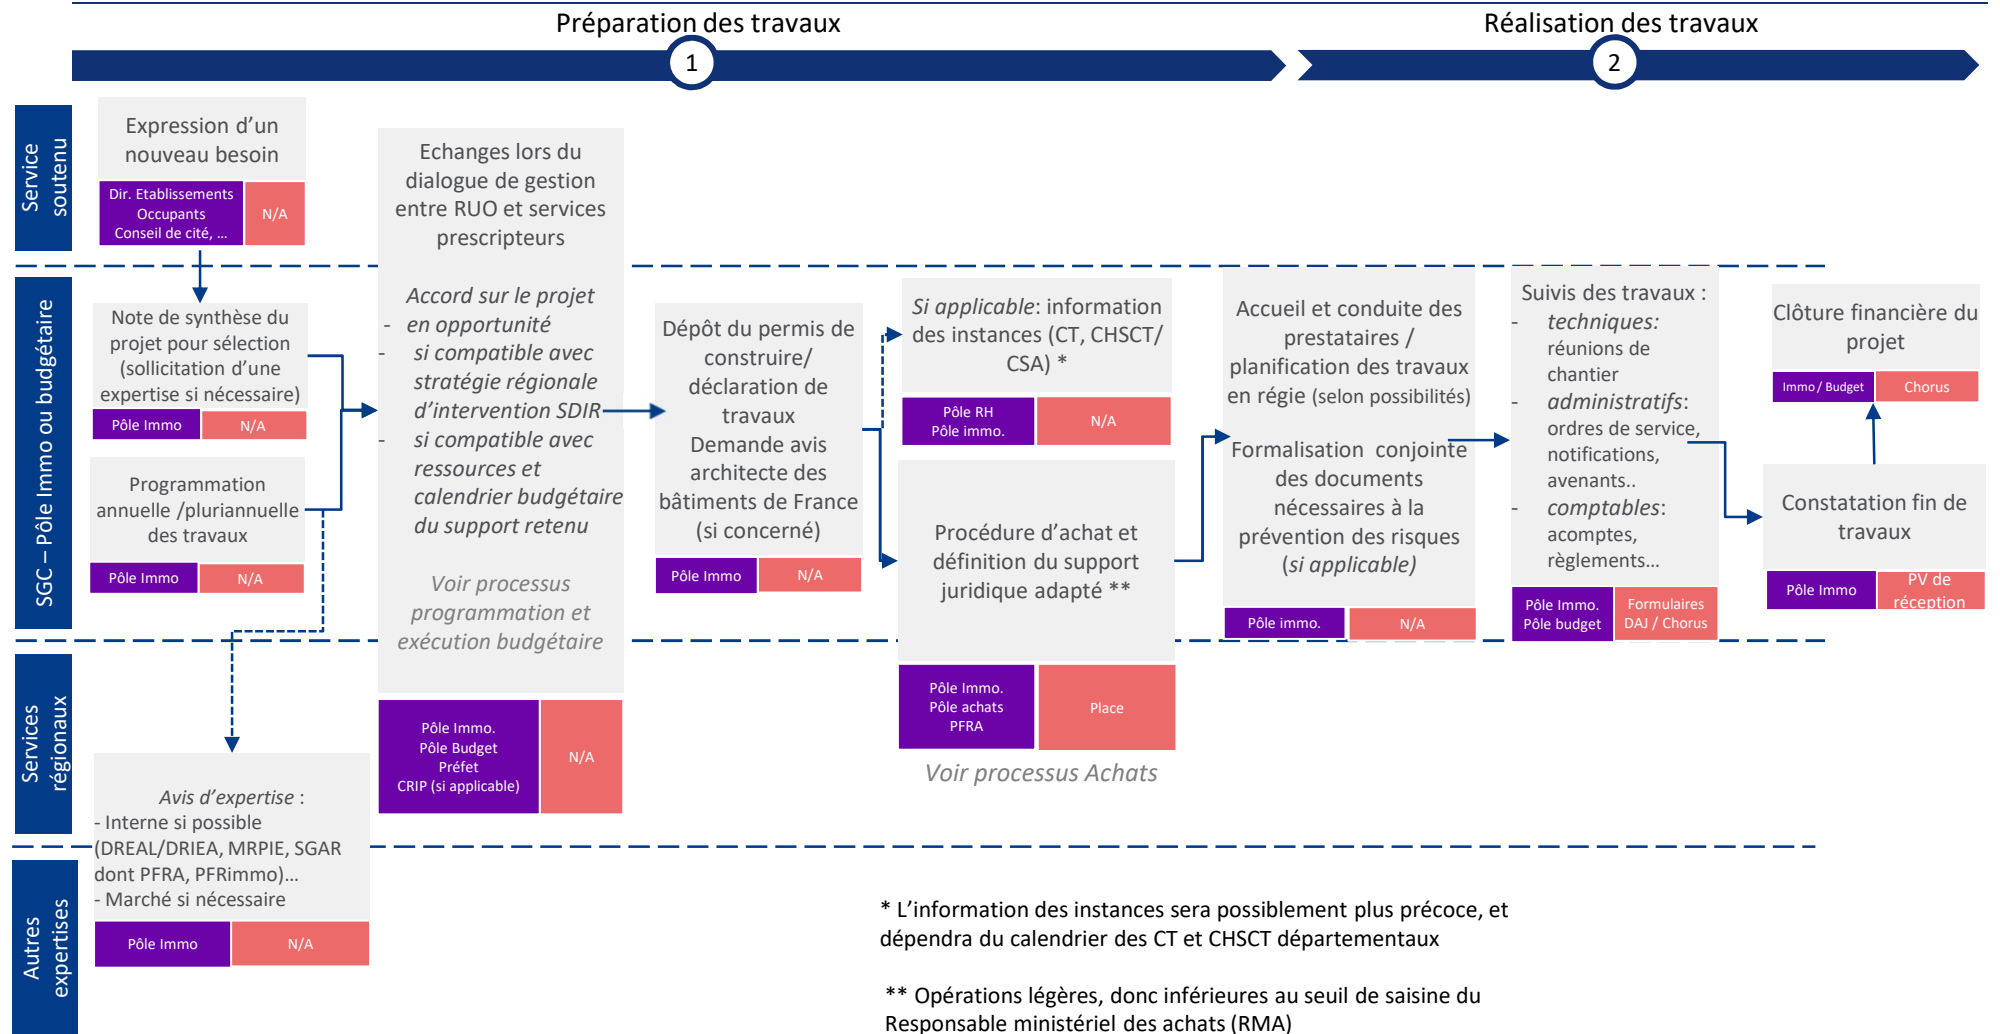 Préparation des travaux
Réalisation des travaux
1
2
Service
soutenu
Expression d’un
nouveau besoin
Dir. Etablissements
Occupants
Conseil de cité, ...
N/A
SGC – Pôle Immo ou budgétaire
Note de synthèse du
projet pour sélection
(sollicitation d’une
expertise si nécessaire)
Pôle Immo
N/A
Programmation
annuelle /pluriannuelle
des travaux
Pôle Immo
N/A
Echanges lors du
dialogue de gestion
entre RUO et services
prescripteurs
Accord sur le projet
- en opportunité
- si compatible avec
stratégie régionale
d’intervention SDIR
- si compatible avec
ressources et
calendrier budgétaire
du support retenu
Voir processus
programmation et
exécution budgétaire
Pôle Immo.
Pôle Budget
Préfet
CRIP (si applicable)
N/A
Dépôt du permis de
construire/
déclaration de
travaux
Demande avis
architecte des
bâtiments de France
(si concerné)
Pôle Immo
N/A
Si applicable: information
des instances (CT, CHSCT/
CSA) *
Pôle RH
Pôle immo.
N/A
Procédure d’achat et
définition du support
juridique adapté **
Pôle Immo.
Pôle achats
PFRA
Place
Voir processus Achats
Accueil et conduite des
prestataires /
planification des travaux
en régie (selon possibilités)
Formalisation conjointe
des documents
nécessaires à la
prévention des risques
(si applicable)
Pôle immo.
N/A
Suivis des travaux :
- techniques:
réunions de
chantier
- administratifs:
ordres de service,
notifications,
avenants..
- comptables:
acomptes,
règlements…
Pôle Immo.
Pôle budget
Formulaires
DAJ / Chorus
Clôture financière du
projet
Immo / Budget
Chorus
Constatation fin de
travaux
Pôle Immo
PV de
réception
Services
régionaux
Avis d’expertise :
- Interne si possible
(DREAL/DRIEA, MRPIE, SGAR
dont PFRA, PFRimmo)…
- Marché si nécessaire
Pôle Immo
N/A
Autres
expertises
* L’information des instances sera possiblement plus précoce, et
dépendra du calendrier des CT et CHSCT départementaux
** Opérations légères, donc inférieures au seuil de saisine du
Responsable ministériel des achats (RMA)